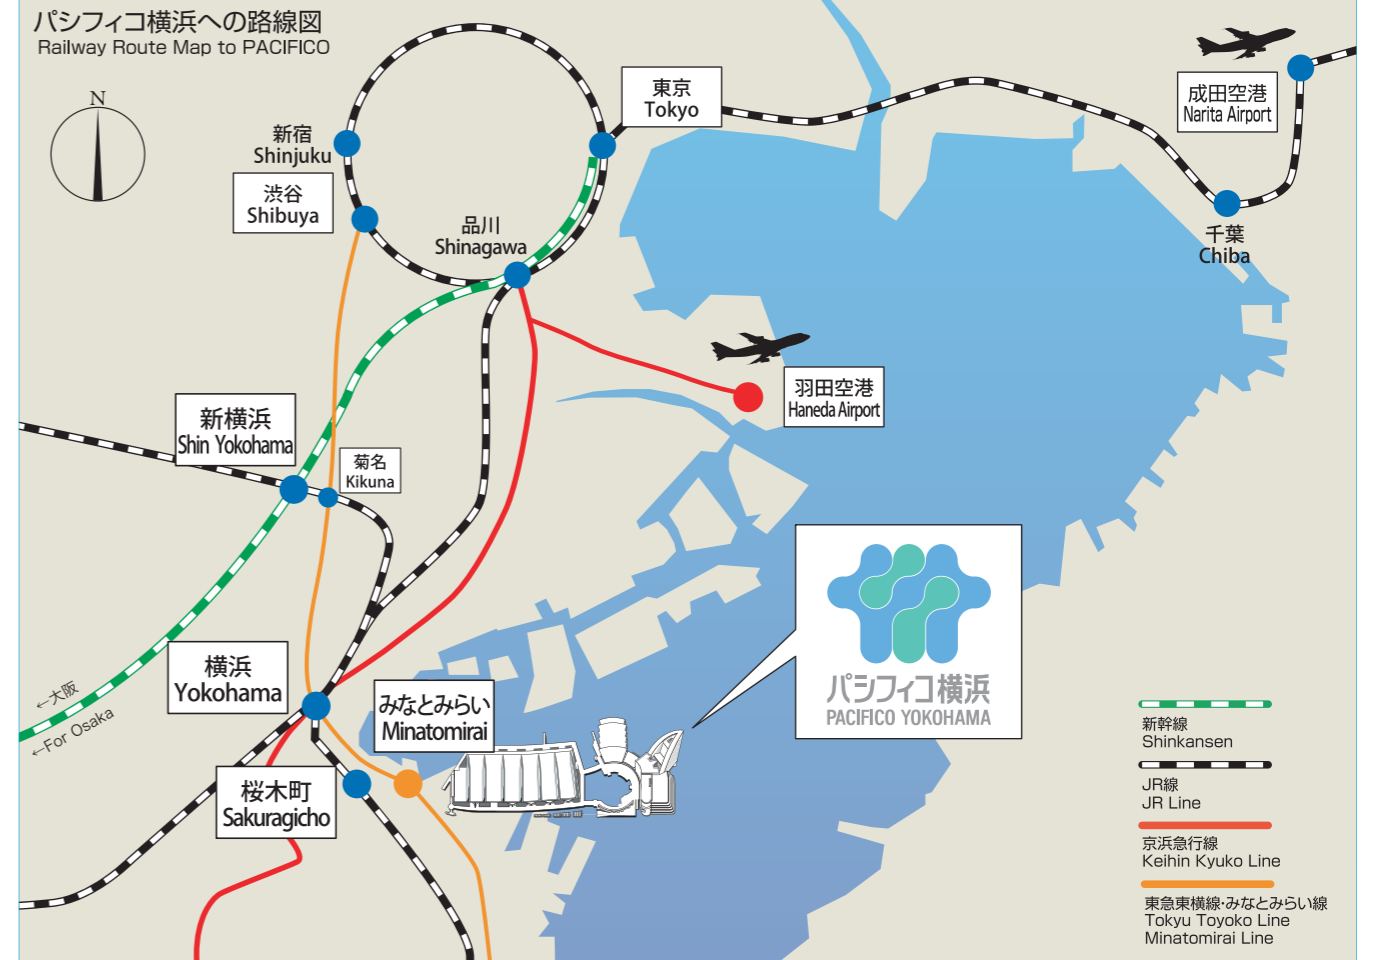 パシフィコ横浜への路線図
Railway Route Map to PACIFICO
N
新宿
Shinjuku
渋谷
Shibuya
品川
Shinagawa
東京
Tokyo
成田空港
Narita Airport
千葉
Chiba
羽田空港
Haneda Airport
新横浜
Shin Yokohama
菊名
Kikuna
横浜
Yokohama
みなとみらい
Minatomirai
桜木町
Sakuragicho
←大阪
←For Osaka
パシフィコ横浜
PACIFICO YOKOHAMA
新幹線
Shinkansen
JR線
JR Line
京浜急行線
Keihin Kyuko Line
東急東横線・みなとみらい線
Tokyu Toyoko Line
Minatomirai Line